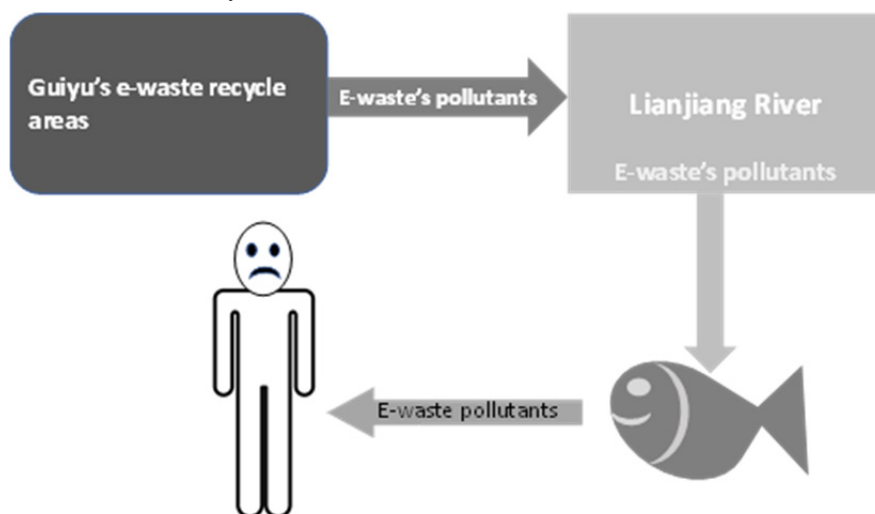 Guiyu's e-waste recycle
areas
E-waste's pollutants
Lianjiang River
E-waste's pollutants
E-waste pollutants